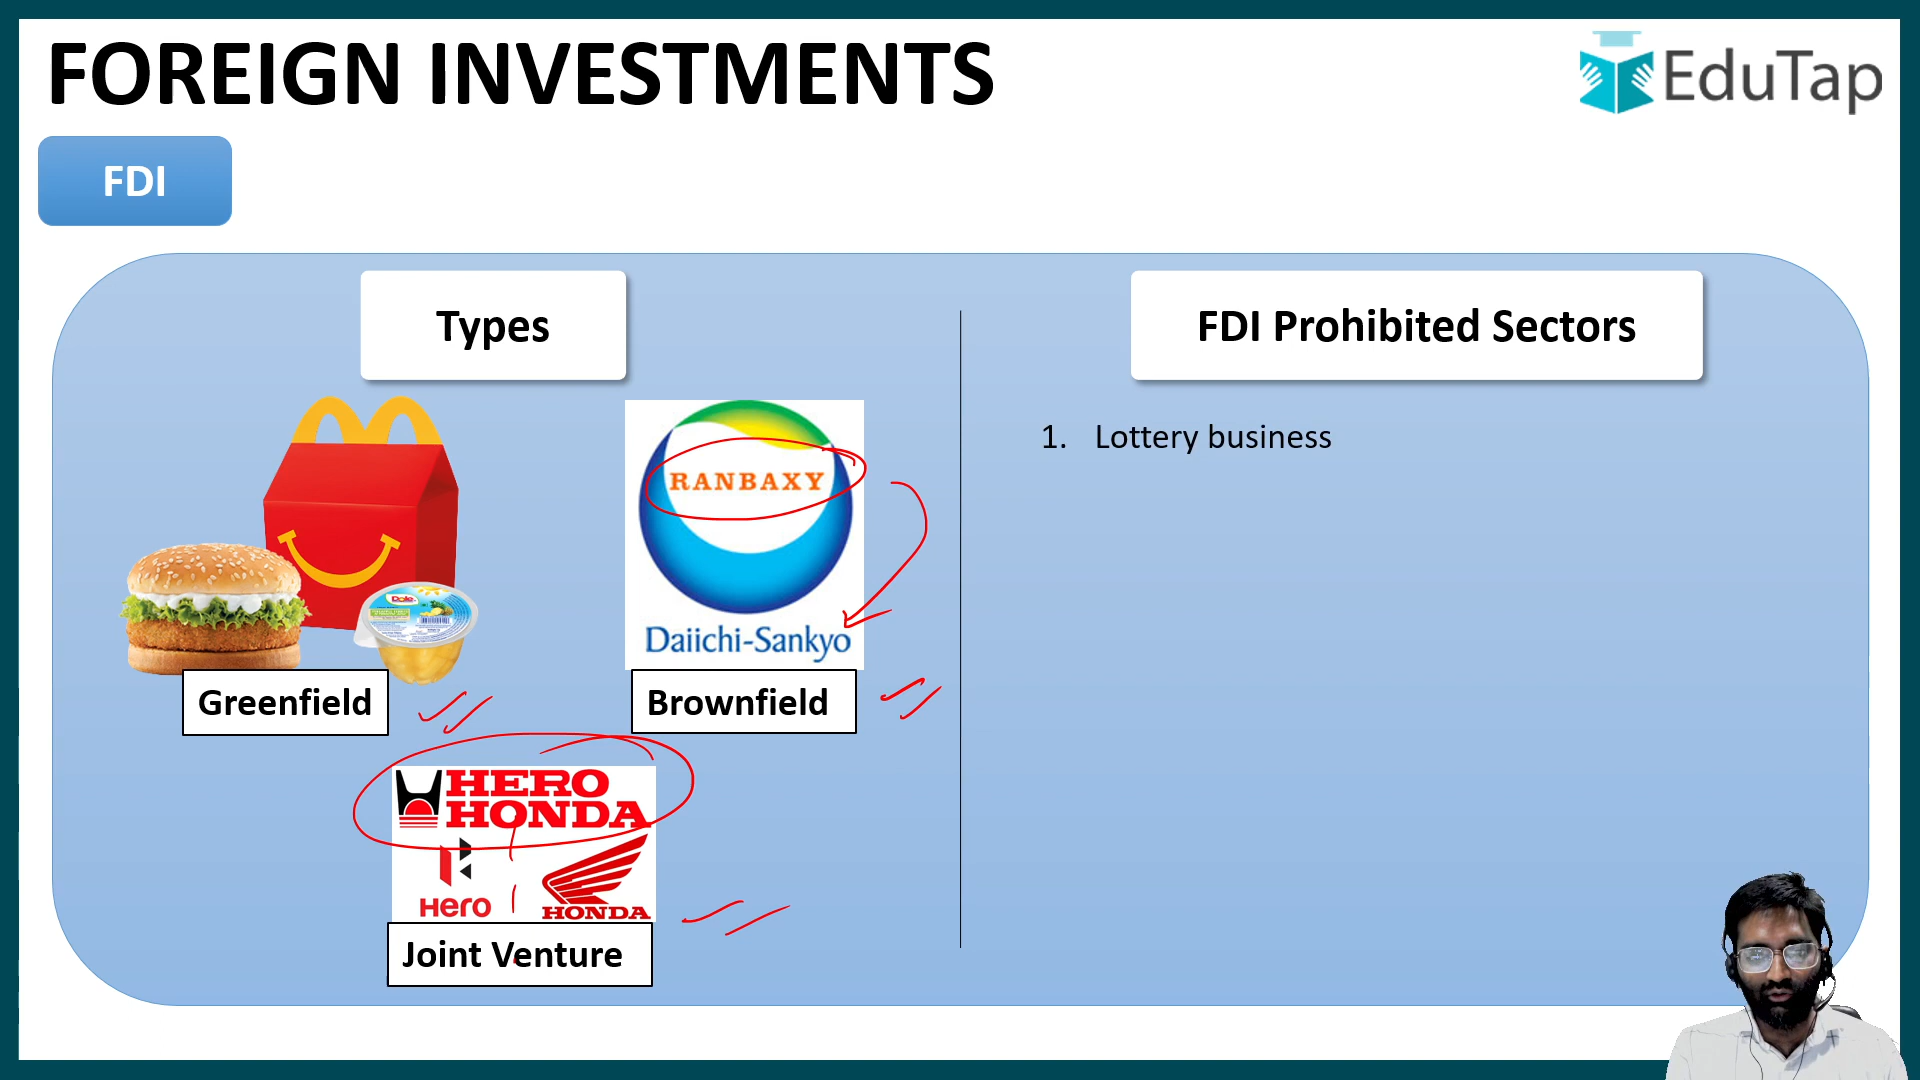 FOREIGN INVESTMENTS
EduTap
FDI
Types
FDI Prohibited Sectors
1. Lottery business
RANBAXY
Dole
Daiichi-Sankyo
Greenfield
Brownfield
HERO
HONDA
Hero
HONDA
Joint Venture